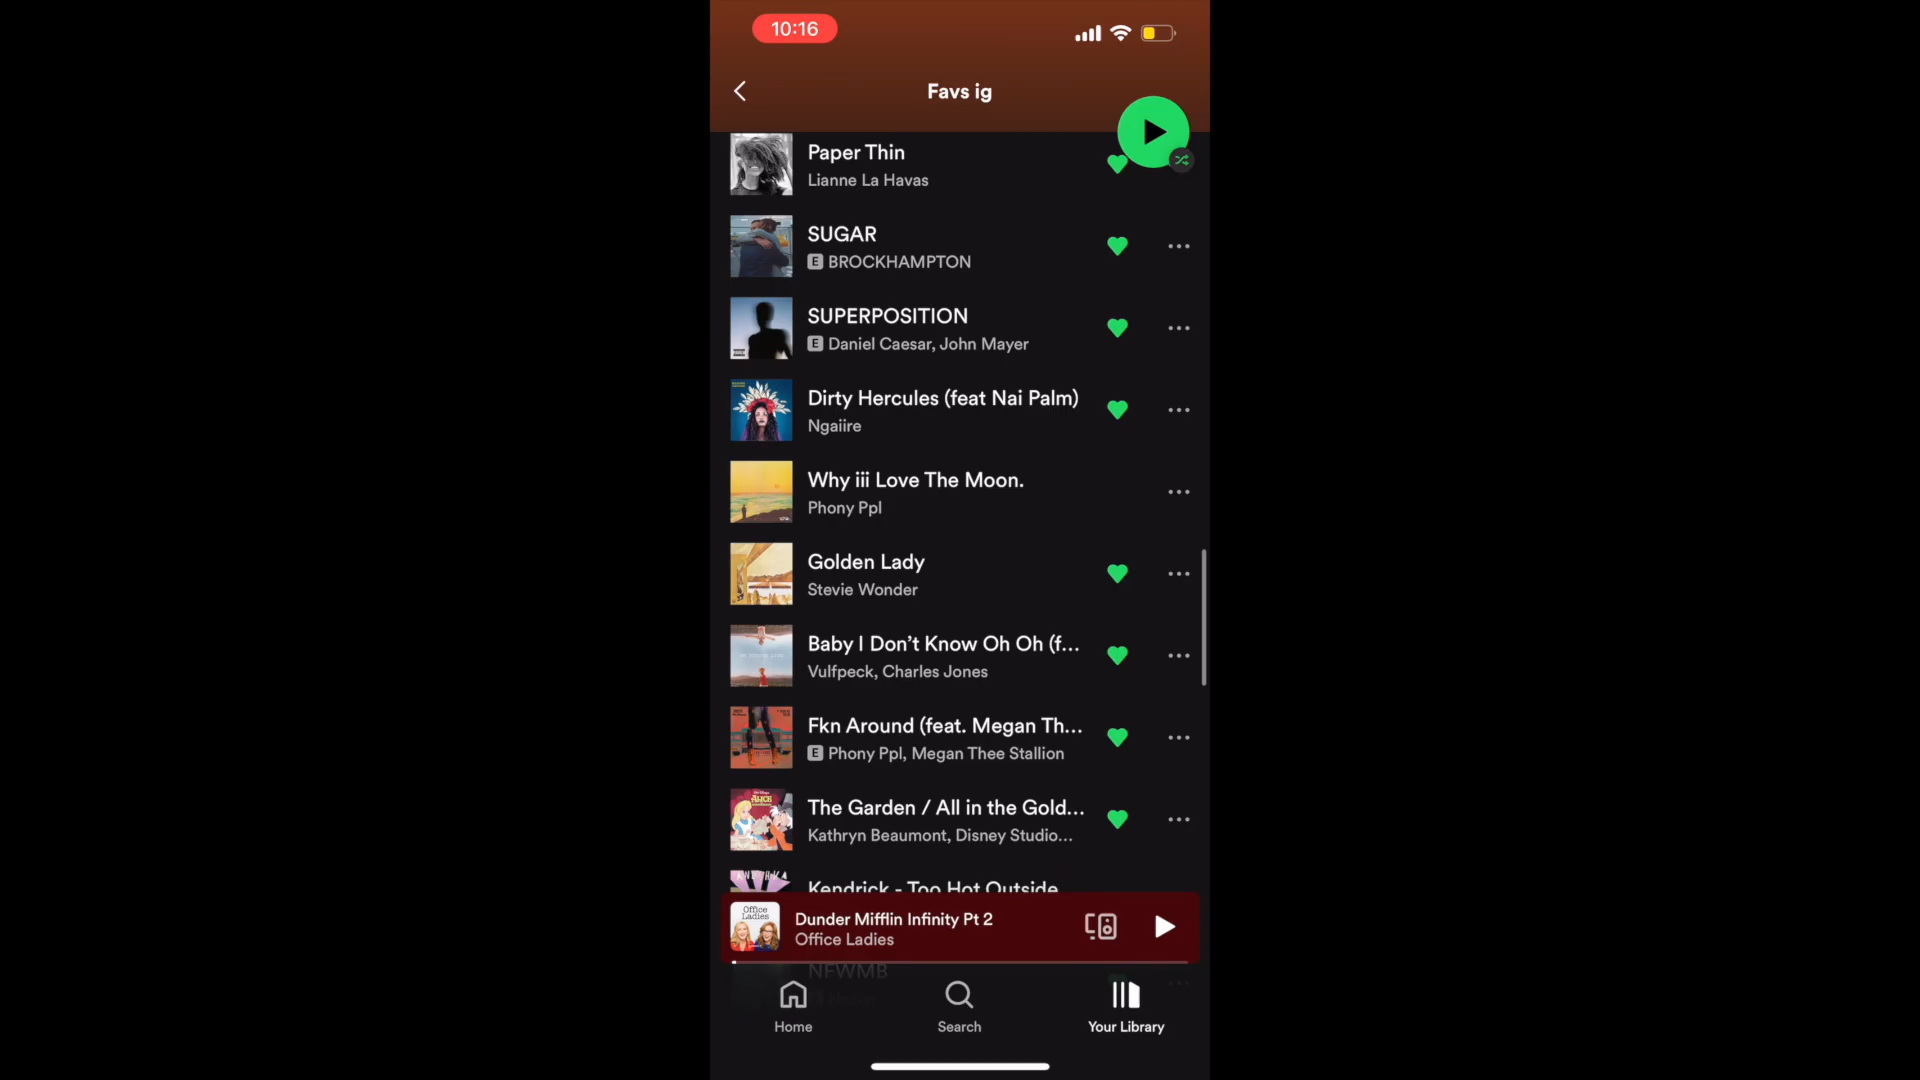 10:16
Favs ig
Paper Thin
Lianne La Havas
SUGAR
E BROCKHAMPTON
SUPERPOSITION
E Daniel Caesar, John Mayer
Dirty Hercules (feat Nai Palm)
Ngaiire
Why iii Love The Moon.
Phony Ppl
Golden Lady
Stevie Wonder
Baby I Don’t Know Oh Oh (f...
Vulfpeck, Charles Jones
Fkn Around (feat. Megan Th...
E Phony Ppl, Megan Thee Stallion
The Garden / All in the Gold...
Kathryn Beaumont, Disney Studio...
Kendrick - Too Hot Outside
Office
Ladies
Dunder Mifflin Infinity Pt 2
Office Ladies
NEWMB
Home
Search
Your Library